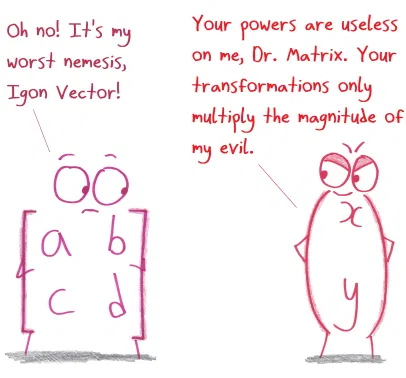 Oh no! It's my
worst nemesis,
Igon Vector!
Your powers are useless
on me, Dr. Matrix. Your
transformations only
multiply the magnitude of
my evil.
a b
c d
x
y